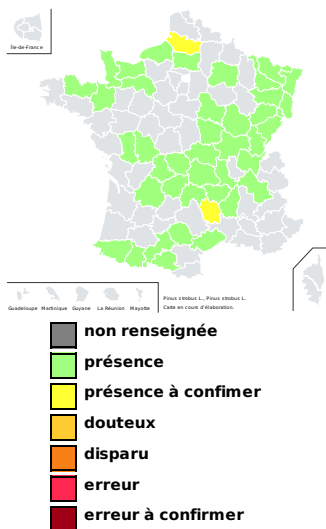 Île-de-France
Pinus strobus L., Pinus strobus L.
Guadeloupe Martinique Guyane La Réunion Mayotte
Carte en cours d'élaboration.
non renseignée
présence
présence à confimer
douteux
disparu
erreur
erreur à confirmer